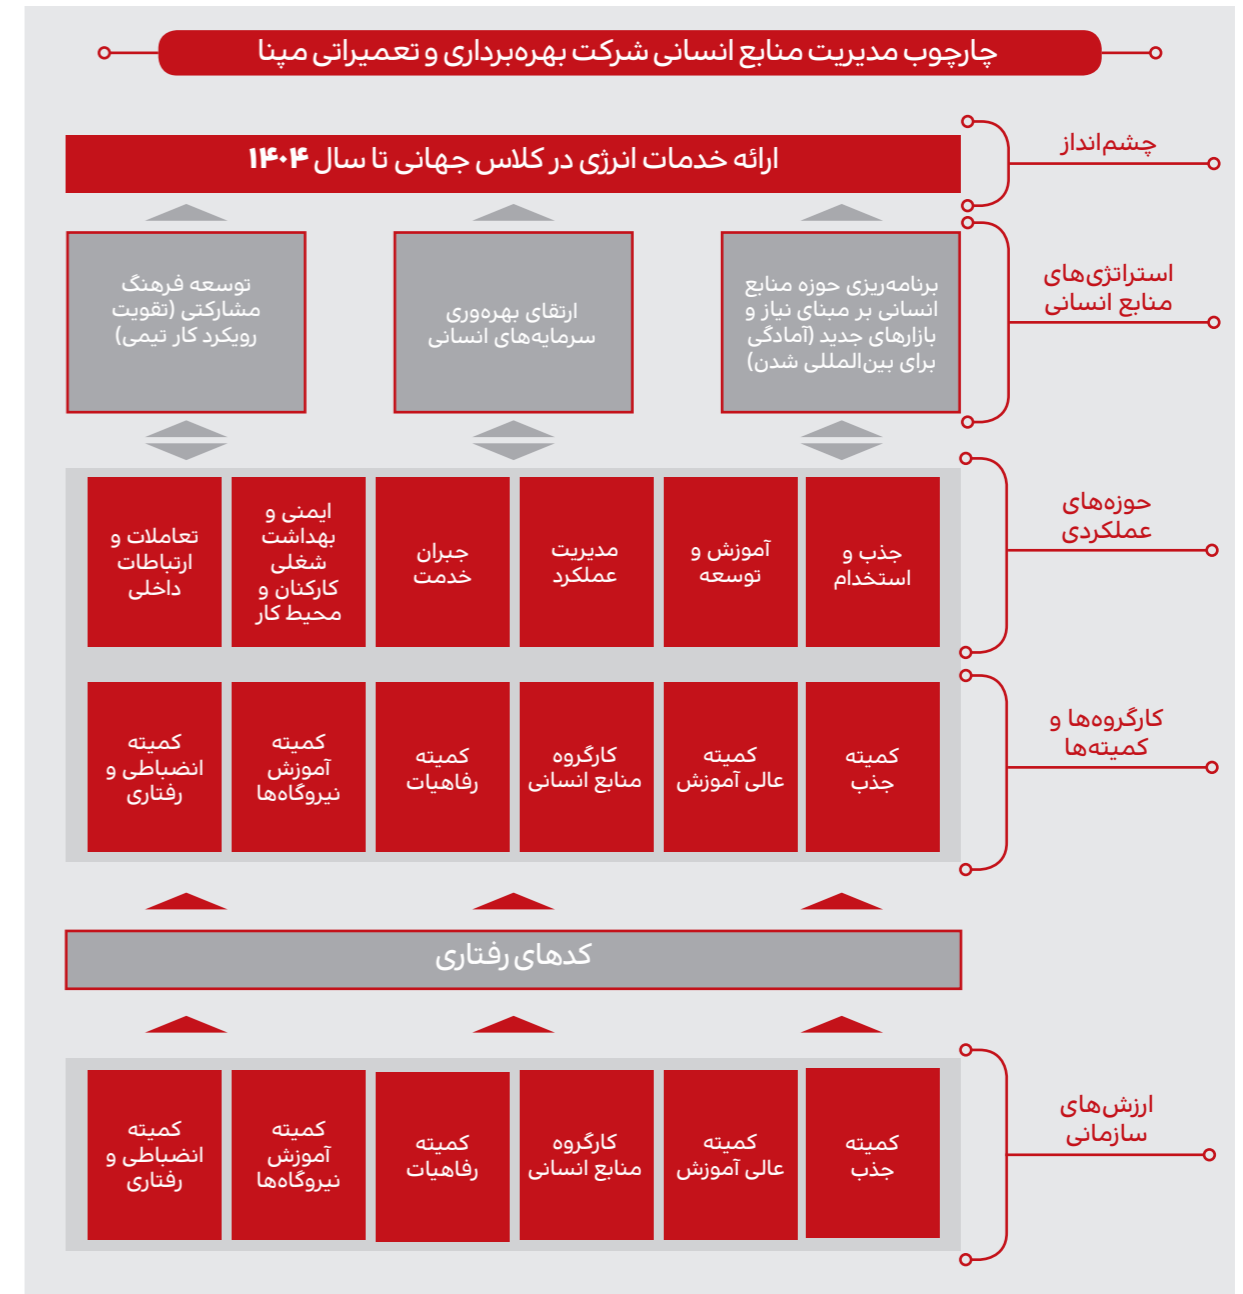 چارچوب مدیریت منابع انسانی شرکت بهره‌برداری و تعمیراتی مپنا
چشم‌انداز
ارائه خدمات انرژی در کلاس جهانی تا سال ۱۴۰۴
استراتژی‌های
منابع انسانی
برنامه‌ریزی حوزه منابع
انسانی بر مبنای نیاز و
بازارهای جدید (آمادگی
برای بین‌المللی شدن)
ارتقای بهره‌وری
سرمایه‌های انسانی
توسعه فرهنگ
مشارکتی (تقویت
رویکرد کار تیمی)
حوزه‌های
عملکردی
جذب و
استخدام
آموزش و
توسعه
مدیریت
عملکرد
جبران
خدمت
ایمنی و
بهداشت
شغلی
کارکنان و
محیط کار
تعاملات و
ارتباطات
داخلی
کارگروه‌ها و
کمیته‌ها
کمیته
جذب
کمیته
عالی آموزش
کارگروه
منابع انسانی
کمیته
رفاهیات
کمیته
آموزش
نیروگاه‌ها
کمیته
انضباطی و
رفتاری
کدهای رفتاری
ارزش‌های
سازمانی
کمیته
جذب
کمیته
عالی آموزش
کارگروه
منابع انسانی
کمیته
رفاهیات
کمیته
آموزش
نیروگاه‌ها
کمیته
انضباطی و
رفتاری